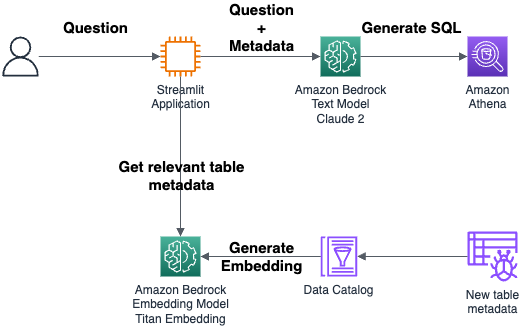 Question
Question
+
Metadata
Generate SQL
Streamlit
Application
Amazon Bedrock
Text Model
Claude 2
Amazon
Athena
Get relevant table
metadata
Generate
Embedding
Amazon Bedrock
Embedding Model
Titan Embedding
Data Catalog
New table
metadata